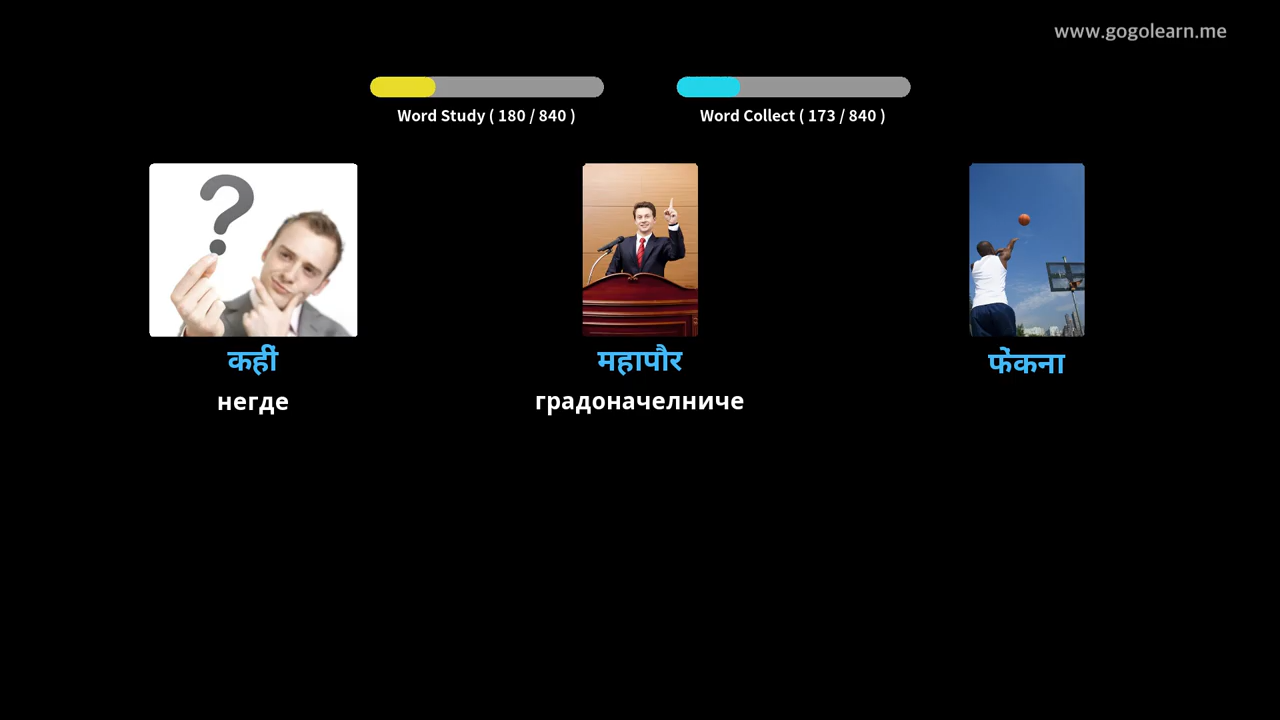 www.gogolearn.me
Word Study ( 180 / 840 )
Word Collect ( 173 / 840 )
कहीं
महापौर
फेंकना
негде
градоначелниче